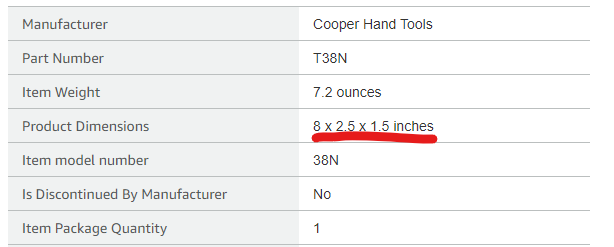 Manufacturer Cooper Hand Tools
Part Number T38N
Item Weight 7.2 ounces
Product Dimensions 8 x 2.5 x 1.5 inches
Item model number 38N
Is Discontinued By Manufacturer No
Item Package Quantity 1